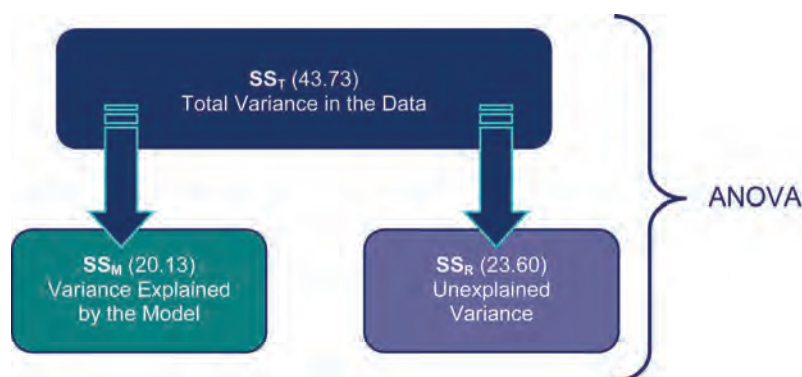 SST (43.73)
Total Variance in the Data
SSM (20.13)
Variance Explained
by the Model
SSR (23.60)
Unexplained
Variance
ANOVA